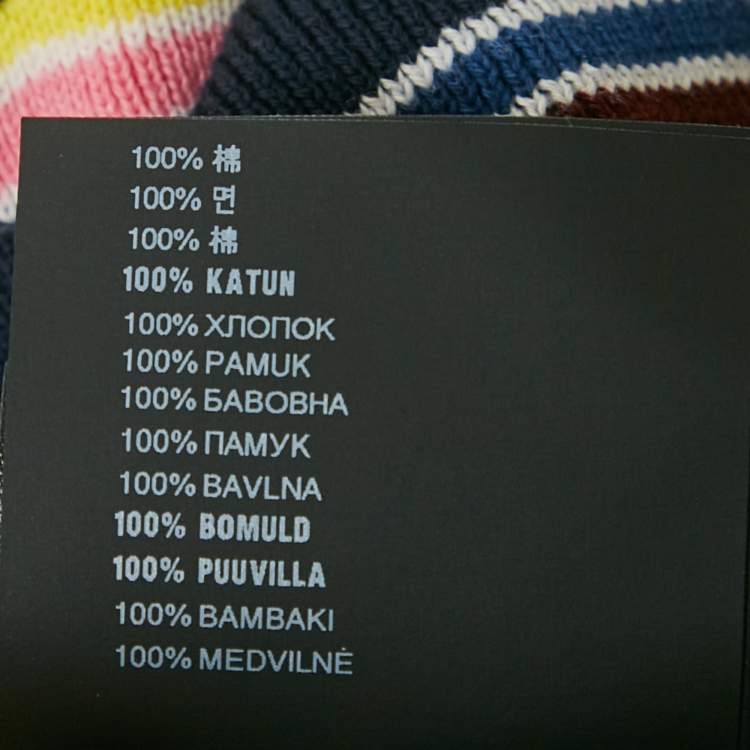 100% 棉
100% 면
100% 棉
100% KATUN
100% ХЛОПОК
100% PAMUK
100% БАВОВНА
100% ПАМУК
100% BAVLNA
100% BOMULD
100% PUUVILLA
100% BAMBAKI
100% MEDVILNĖ